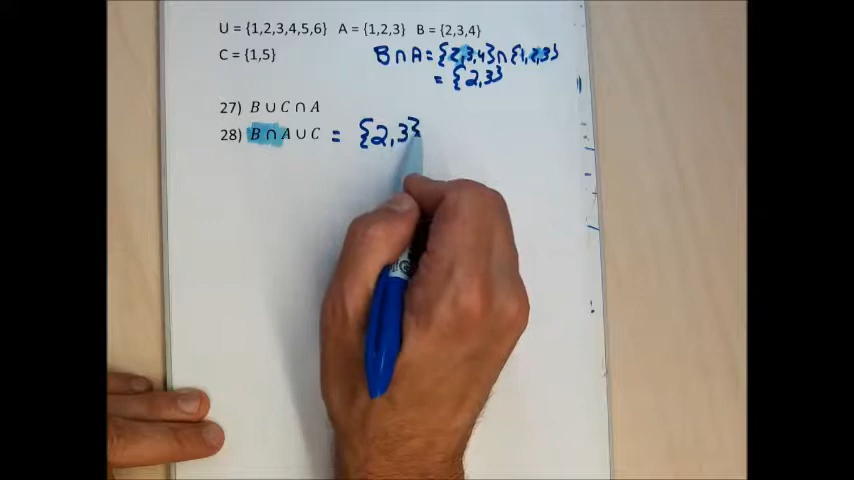 U = {1,2,3,4,5,6} A = {1,2,3} B = {2,3,4}
C = {1,5}
B ∩ A = {2,3,4} ∩ {1,2,3}
= {2,3}
27) B ∪ C ∩ A
28) B ∩ A ∪ C = {2,3}